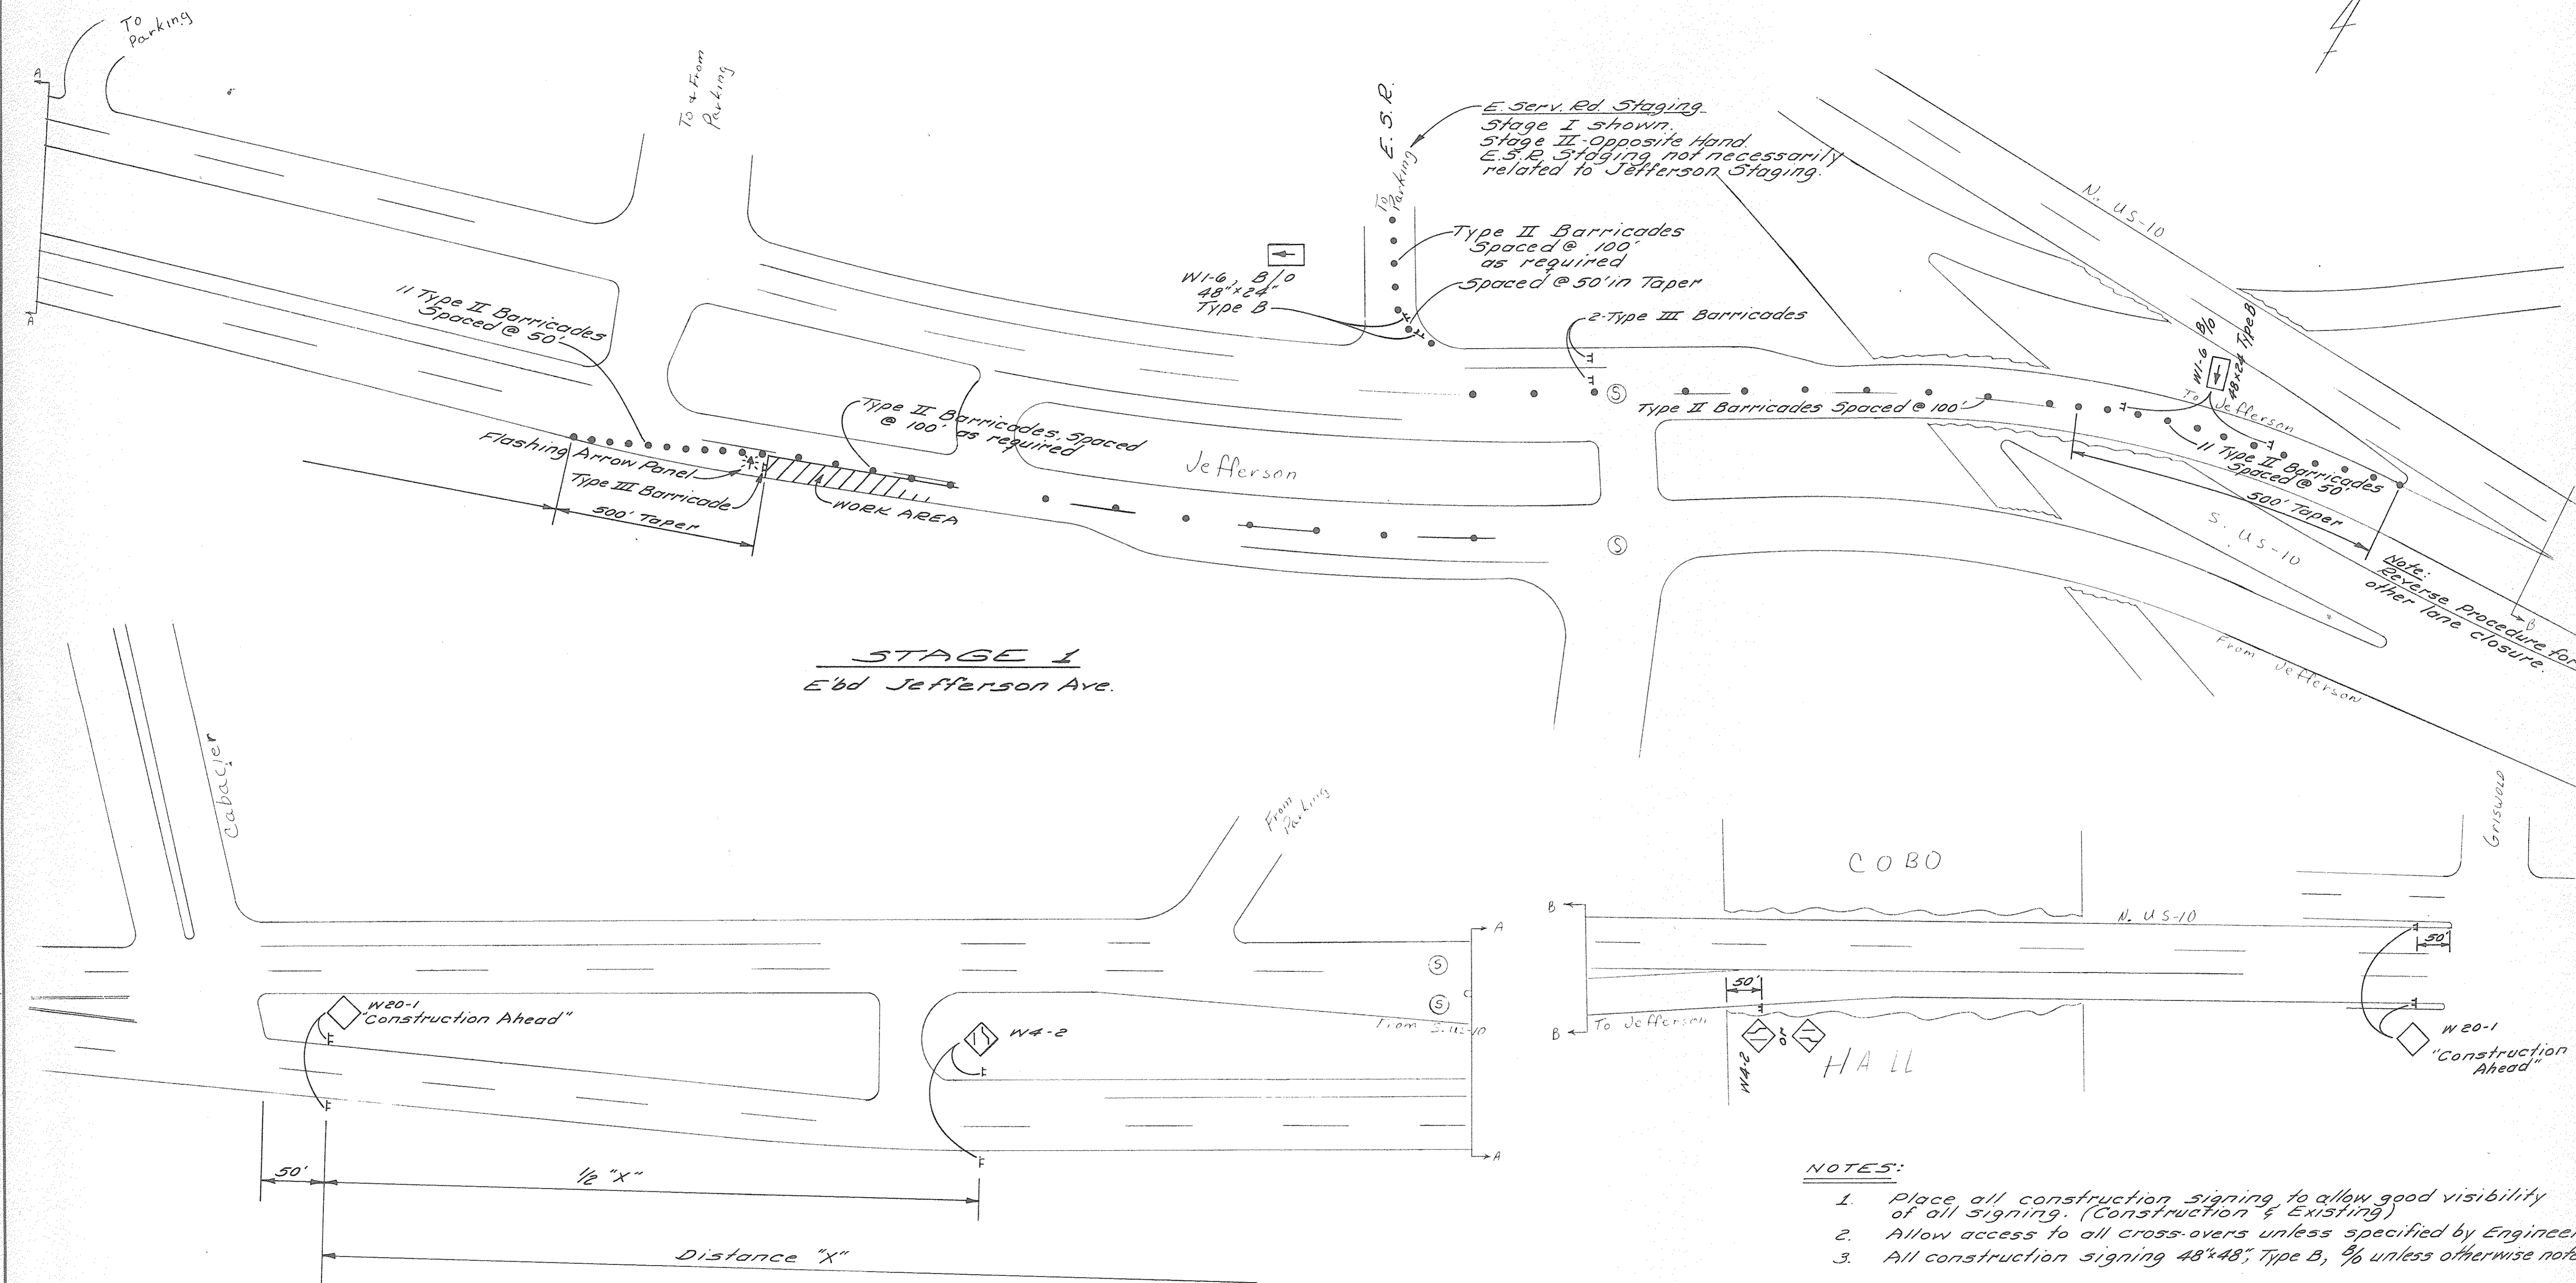 To
Parking
A
A
To & From
Parking
E. S. R.
To
Parking
E. Serv. Rd. Staging
Stage I shown.
Stage II-Opposite Hand.
E.S.R. Staging not necessarily
related to Jefferson Staging.
N. US-10
Type II Barricades
Spaced @ 100'
as required
Spaced @ 50' in Taper
W1-6, B/O
48"x24"
Type B
2-Type III Barricades
W1-6 B/O
48x24 Type B
To Jefferson
S
Type II Barricades Spaced @ 100'
11 Type II Barricades
Spaced @ 50'
Flashing Arrow Panel
Type III Barricade
500' Taper
Type II Barricades, Spaced
@ 100' as required
WORK AREA
Jefferson
S
11 Type II Barricades
Spaced @ 50'
500' Taper
S. US-10
Note:
Reverse Procedure for
other lane closure.
B
From Jefferson
STAGE 1
E'bd Jefferson Ave.
Cabacier
From
Parking
W20-1
"Construction Ahead"
W4-2
S
S
From S. US-10
A
A
50'
1/2 "X"
Distance "X"
COBO
HALL
GRISWOLD
B
B
N. US-10
50'
50'
To Jefferson
W4-2
W20-1
"Construction
Ahead"
NOTES:
1. Place all construction signing to allow good visibility
of all signing. (Construction & Existing)
2. Allow access to all cross-overs unless specified by Engineer
3. All construction signing 48"x48", Type B, B/O unless otherwise note